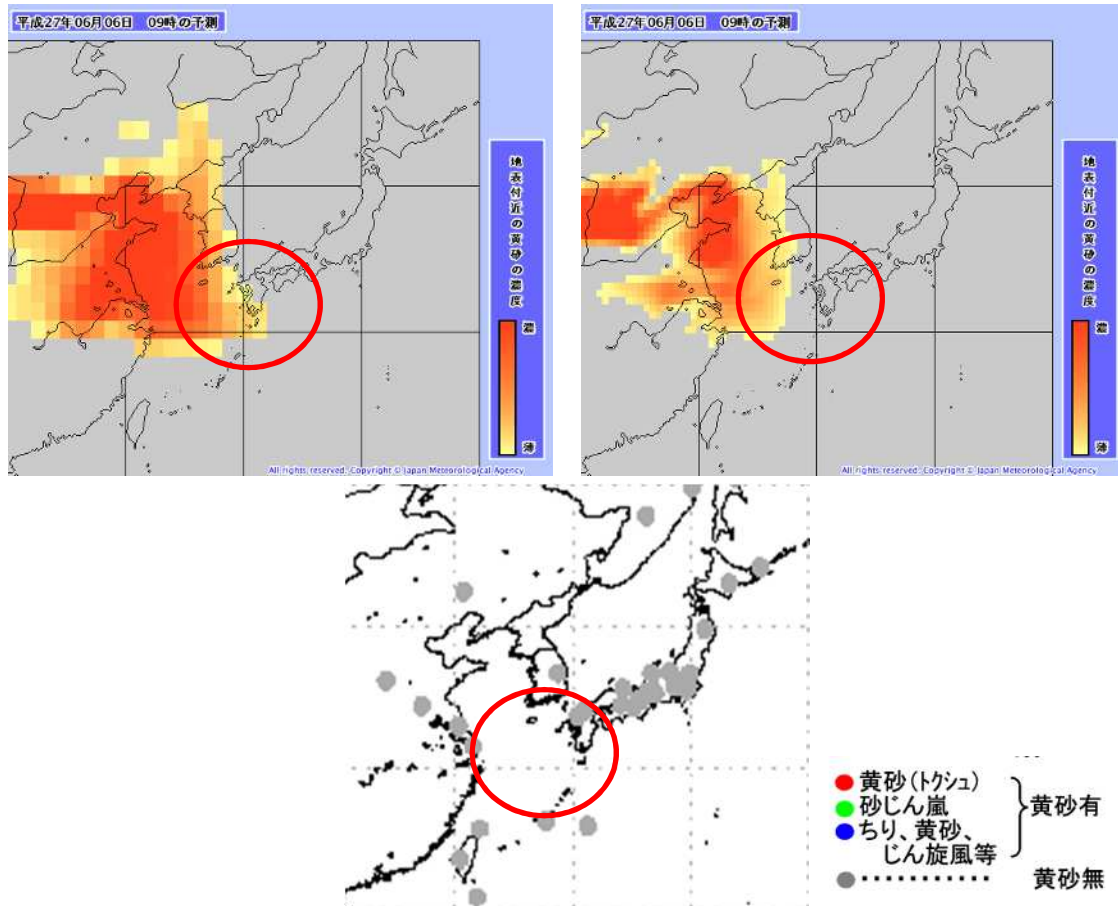 平成27年06月06日 09時の予測
地表付近の黄砂の濃度
濃
薄
All rights reserved. Copyright © Japan Meteorological Agency
平成27年06月06日 09時の予測
地表付近の黄砂の濃度
濃
薄
All rights reserved. Copyright © Japan Meteorological Agency
黄砂(トクシュ)
砂じん嵐
ちり、黄砂、
じん旋風等
黄砂有
............ 黄砂無